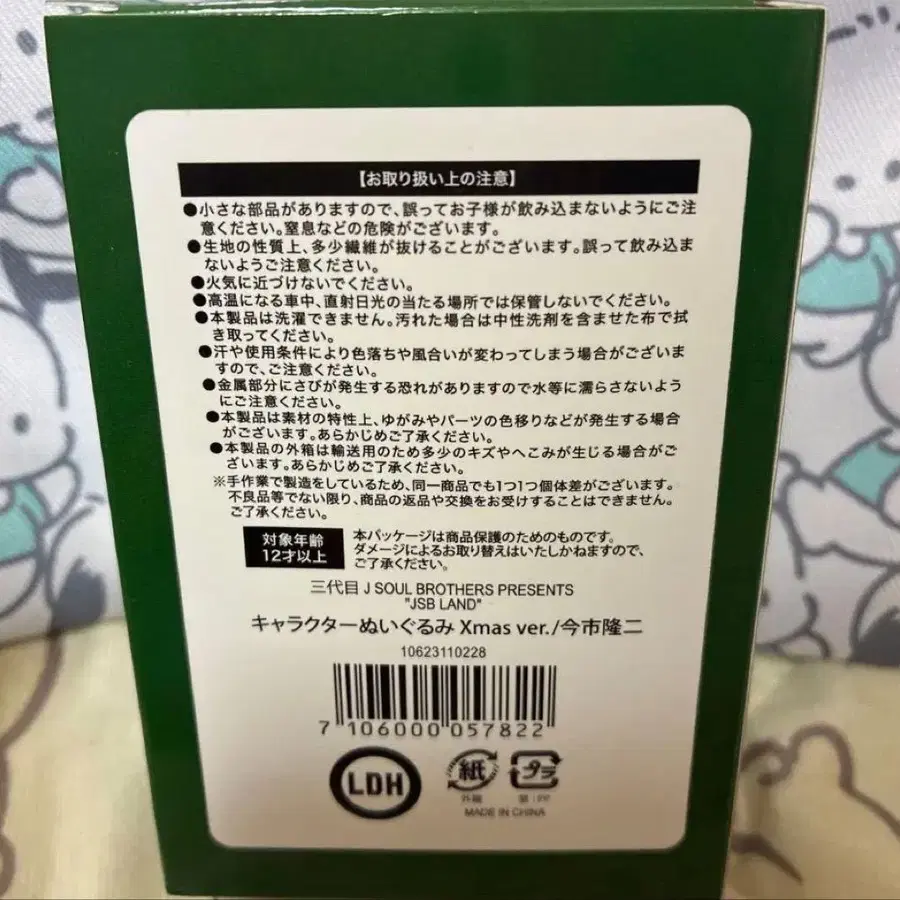 【お取り扱い上の注意】
●小さな部品がありますので、誤ってお子様が飲み込まないようにご注
意ください。窒息などの危険がございます。
●生地の性質上、多少繊維が抜けることがございます。誤って飲み込ま
ないようご注意ください。
●火気に近づけないでください。
●高温になる車中、直射日光の当たる場所では保管しないでください。
●本製品は洗濯できません。汚れた場合は中性洗剤を含ませた布で拭
き取ってください。
●汗や使用条件により色落ちや風合いが変わってしまう場合がございま
すので、ご注意ください。
●金属部分にさびが発生する恐れがありますので水等に濡らさないよう
にご注意ください。
●本製品は素材の特性上、ゆがみやパーツの色移りなどが発生する場合
がございます。あらかじめご了承ください。
●本製品の外箱は輸送用のため多少のキズやへこみが生じる場合がご
ざいます。あらかじめご了承ください。
※手作業で製造をしているため、同一商品でも1つ1つ個体差がございます。
不良品等でない限り、商品の返品や交換をお受けすることはできません。
ご了承ください。
対象年齢
12才以上
本パッケージは商品保護のためのものです。
ダメージによるお取り替えはいたしかねますので、
ご了承ください。
三代目 J SOUL BROTHERS PRESENTS
"JSB LAND"
キャラクターぬいぐるみ Xmas ver./今市隆二
10623110228
7 106000 057822
LDH
紙
プラ
外箱
袋:PP
MADE IN CHINA